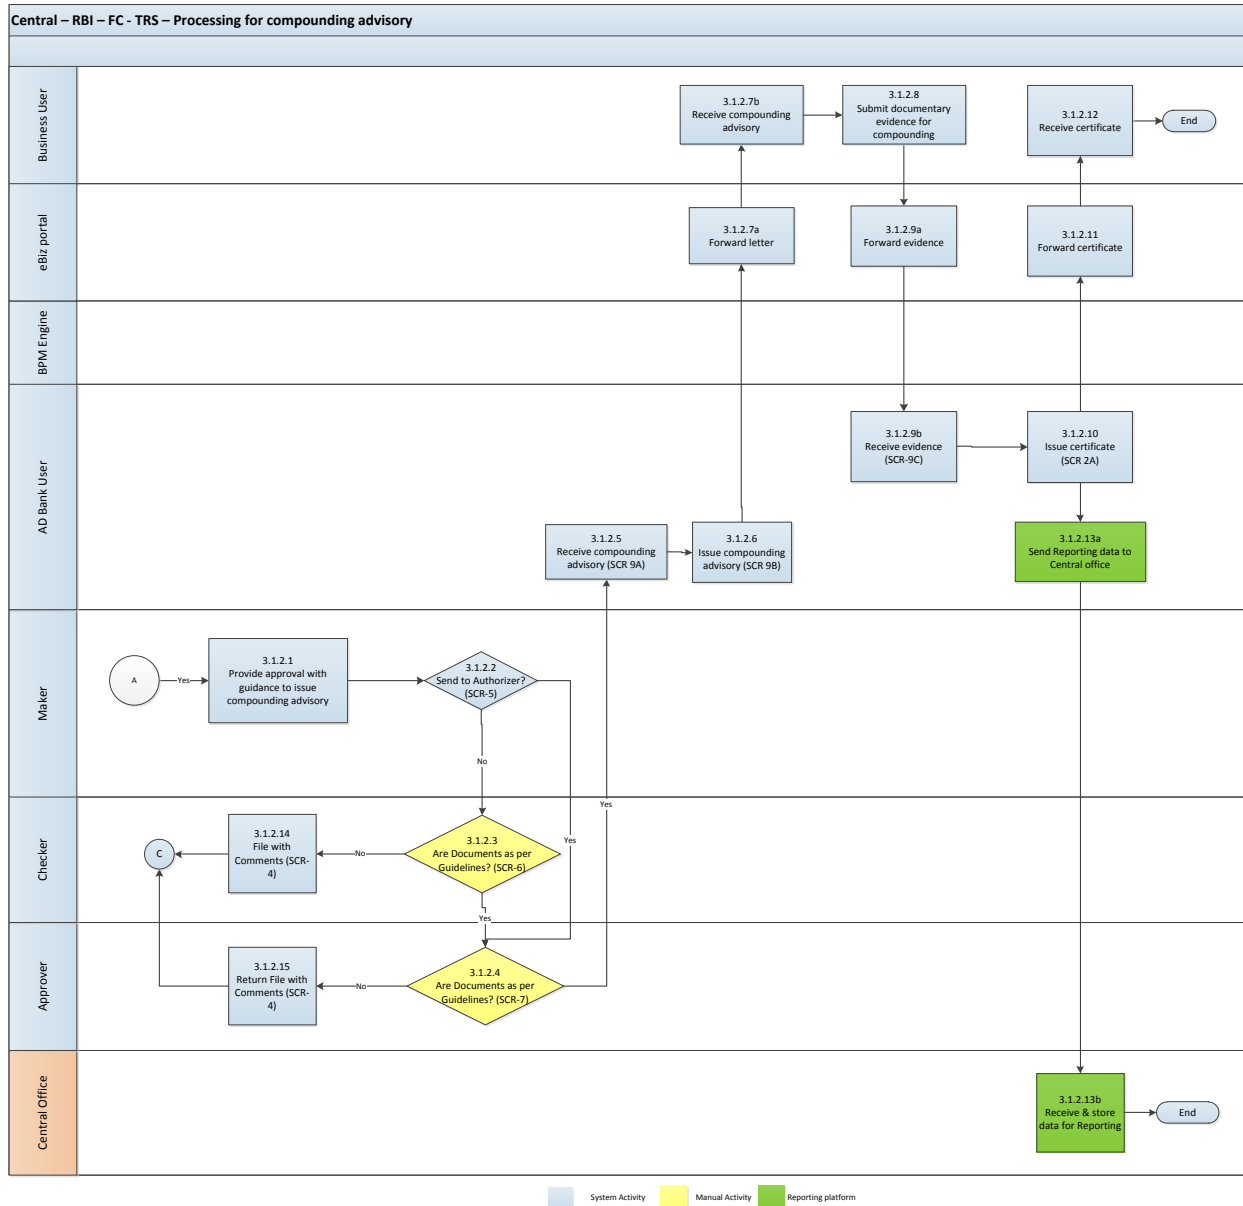 Central – RBI – FC - TRS – Processing for compounding advisory
Business User
3.1.2.7b
Receive compounding
advisory
3.1.2.8
Submit documentary
evidence for
compounding
3.1.2.12
Receive certificate
End
eBiz portal
3.1.2.7a
Forward letter
3.1.2.9a
Forward evidence
3.1.2.11
Forward certificate
BPM Engine
AD Bank User
3.1.2.9b
Receive evidence
(SCR-9C)
3.1.2.10
Issue certificate
(SCR 2A)
3.1.2.5
Receive compounding
advisory (SCR 9A)
3.1.2.6
Issue compounding
advisory (SCR 9B)
3.1.2.13a
Send Reporting data to
Central office
Maker
A
Yes
3.1.2.1
Provide approval with
guidance to issue
compounding advisory
3.1.2.2
Send to Authorizer?
(SCR-5)
No
Yes
Yes
Checker
C
3.1.2.14
File with
Comments (SCR-
4)
No
3.1.2.3
Are Documents as per
Guidelines? (SCR-6)
Yes
Approver
3.1.2.15
Return File with
Comments (SCR-
4)
No
3.1.2.4
Are Documents as per
Guidelines? (SCR-7)
Central Office
3.1.2.13b
Receive & store
data for Reporting
End
System Activity
Manual Activity
Reporting platform